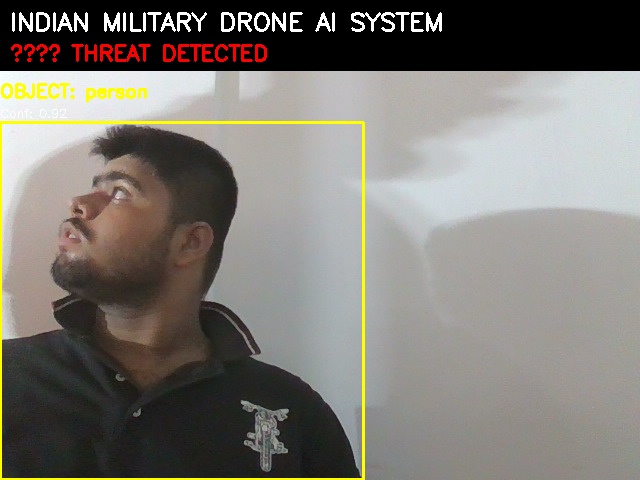 INDIAN MILITARY DRONE AI SYSTEM
???? THREAT DETECTED
OBJECT: person
Conf: 0.92